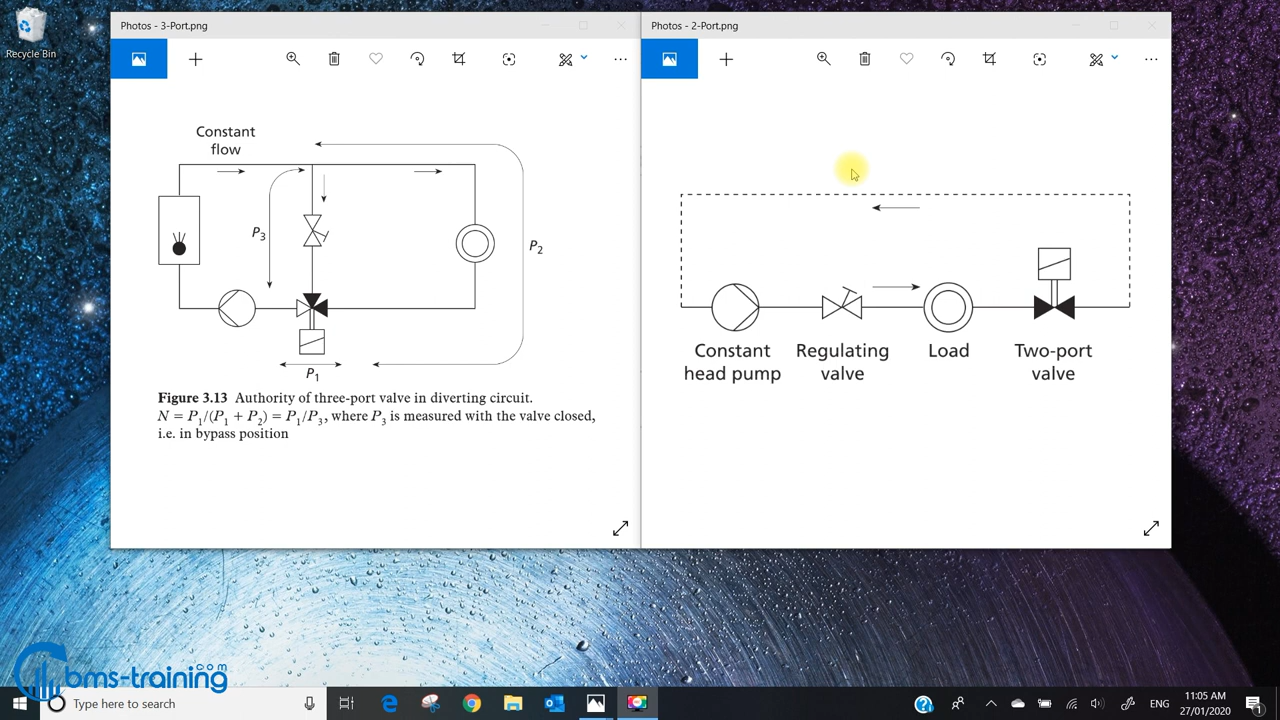 Recycle Bin
Photos - 3-Port.png
Constant
flow
P3
P2
P1
Figure 3.13 Authority of three-port valve in diverting circuit.
N = P1/(P1 + P2) = P1/P3, where P3 is measured with the valve closed,
i.e. in bypass position
Photos - 2-Port.png
Constant
head pump
Regulating
valve
Load
Two-port
valve
bms-training.com
Type here to search
ENG
11:05 AM
27/01/2020
1